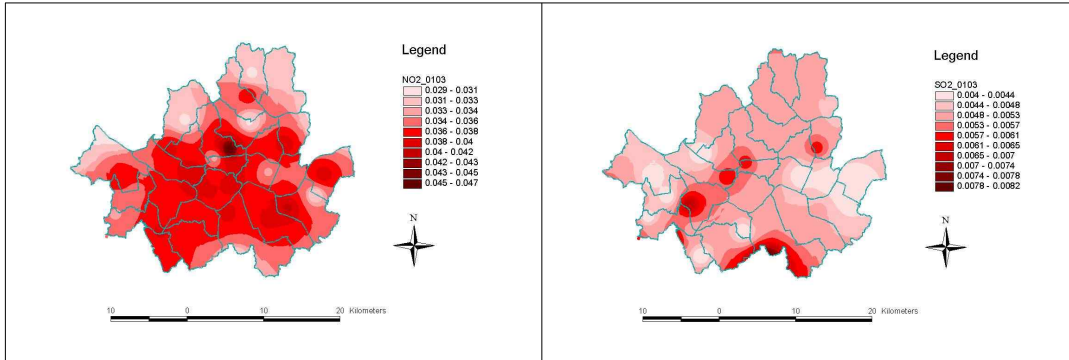 Legend
NO2_0103
0.029 - 0.031
0.031 - 0.033
0.033 - 0.034
0.034 - 0.036
0.036 - 0.038
0.038 - 0.04
0.04 - 0.042
0.042 - 0.043
0.043 - 0.045
0.045 - 0.047
N
10 0 10 20 Kilometers
Legend
SO2_0103
0.004 - 0.0044
0.0044 - 0.0048
0.0048 - 0.0053
0.0053 - 0.0057
0.0057 - 0.0061
0.0061 - 0.0065
0.0065 - 0.007
0.007 - 0.0074
0.0074 - 0.0078
0.0078 - 0.0082
N
10 0 10 20 Kilometers